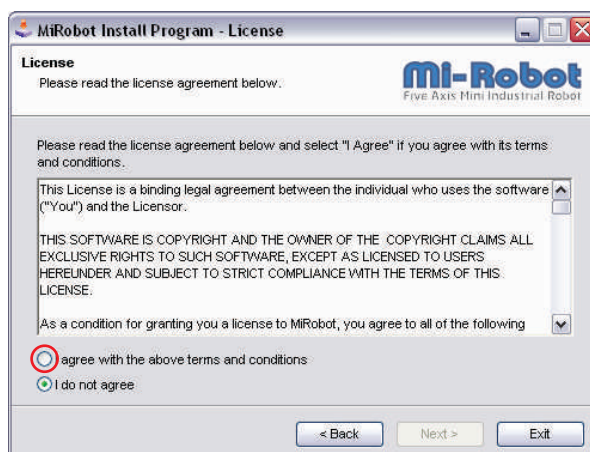 MiRobot Install Program - License
License
Please read the license agreement below.
Mi-Robot
Five Axis Mini Industrial Robot
Please read the license agreement below and select "I Agree" if you agree with its terms
and conditions.
This License is a binding legal agreement between the individual who uses the software
("You") and the Licensor.
THIS SOFTWARE IS COPYRIGHT AND THE OWNER OF THE COPYRIGHT CLAIMS ALL
EXCLUSIVE RIGHTS TO SUCH SOFTWARE, EXCEPT AS LICENSED TO USERS
HEREUNDER AND SUBJECT TO STRICT COMPLIANCE WITH THE TERMS OF THIS
LICENSE.
As a condition for granting you a license to MiRobot, you agree to all of the following
agree with the above terms and conditions
I do not agree
< Back
Next >
Exit